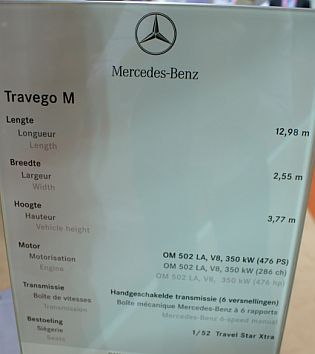 Mercedes-Benz
Travego M
Lengte
Longueur
Length
12,98 m
Breedte
Largeur
Width
2,55 m
Hoogte
Hauteur
Vehicle height
3,77 m
Motor
Motorisation
Engine
OM 502 LA, V8, 350 kW (476 PS)
OM 502 LA, V8, 350 kW (286 ch)
OM 502 LA, V8, 350 kW (476 hp)
Transmissie
Boîte de vitesses
Transmission
Handgeschakelde transmissie (6 versnellingen)
Boîte mécanique Mercedes-Benz à 6 rapports
Mercedes-Benz 6-speed manual
Bestoeling
Siègerie
Seats
1/52 Travel Star Xtra